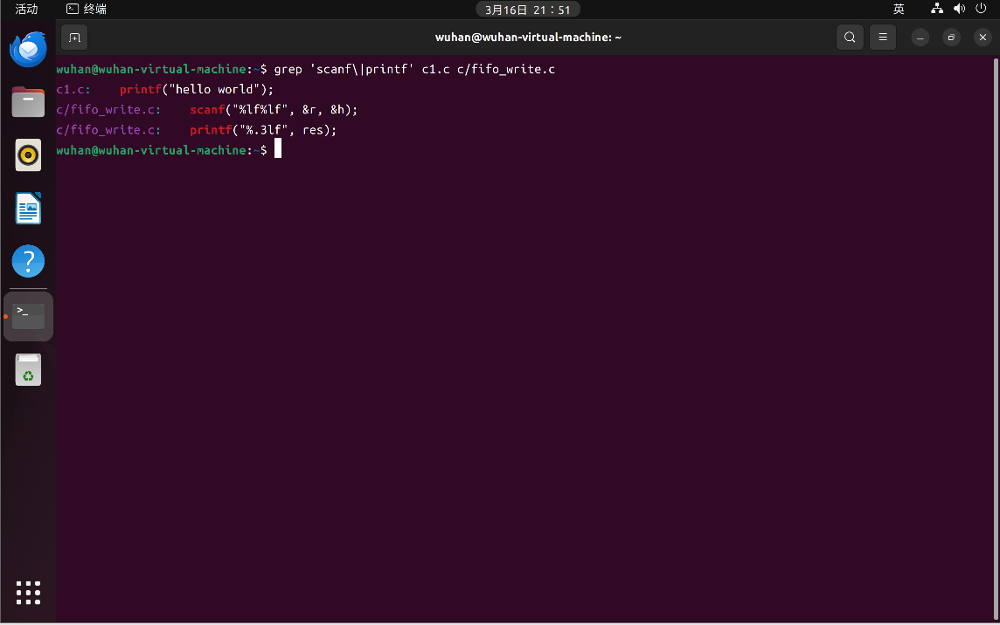 活动 终端 3月16日 21：51 英
wuhan@wuhan-virtual-machine: ~
wuhan@wuhan-virtual-machine:~$ grep 'scanf\|printf' c1.c c/fifo_write.c
c1.c:    printf("hello world");
c/fifo_write.c:    scanf("%lf%lf", &r, &h);
c/fifo_write.c:    printf("%.3lf", res);
wuhan@wuhan-virtual-machine:~$